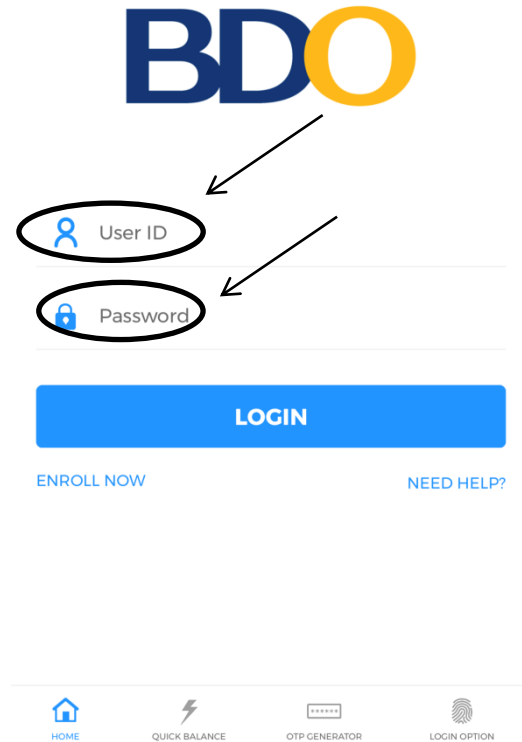 BDO
User ID
Password
LOGIN
ENROLL NOW NEED HELP?
******
HOME QUICK BALANCE OTP GENERATOR LOGIN OPTION